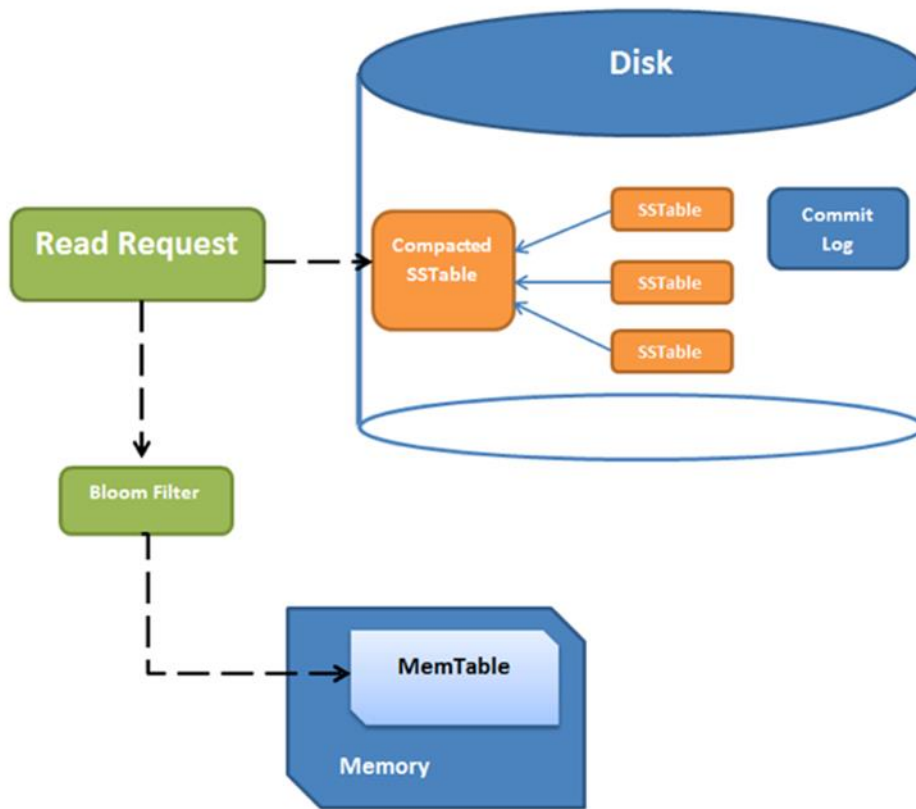 Disk
Read Request
Compacted
SSTable
SSTable
SSTable
SSTable
Commit
Log
Bloom Filter
MemTable
Memory